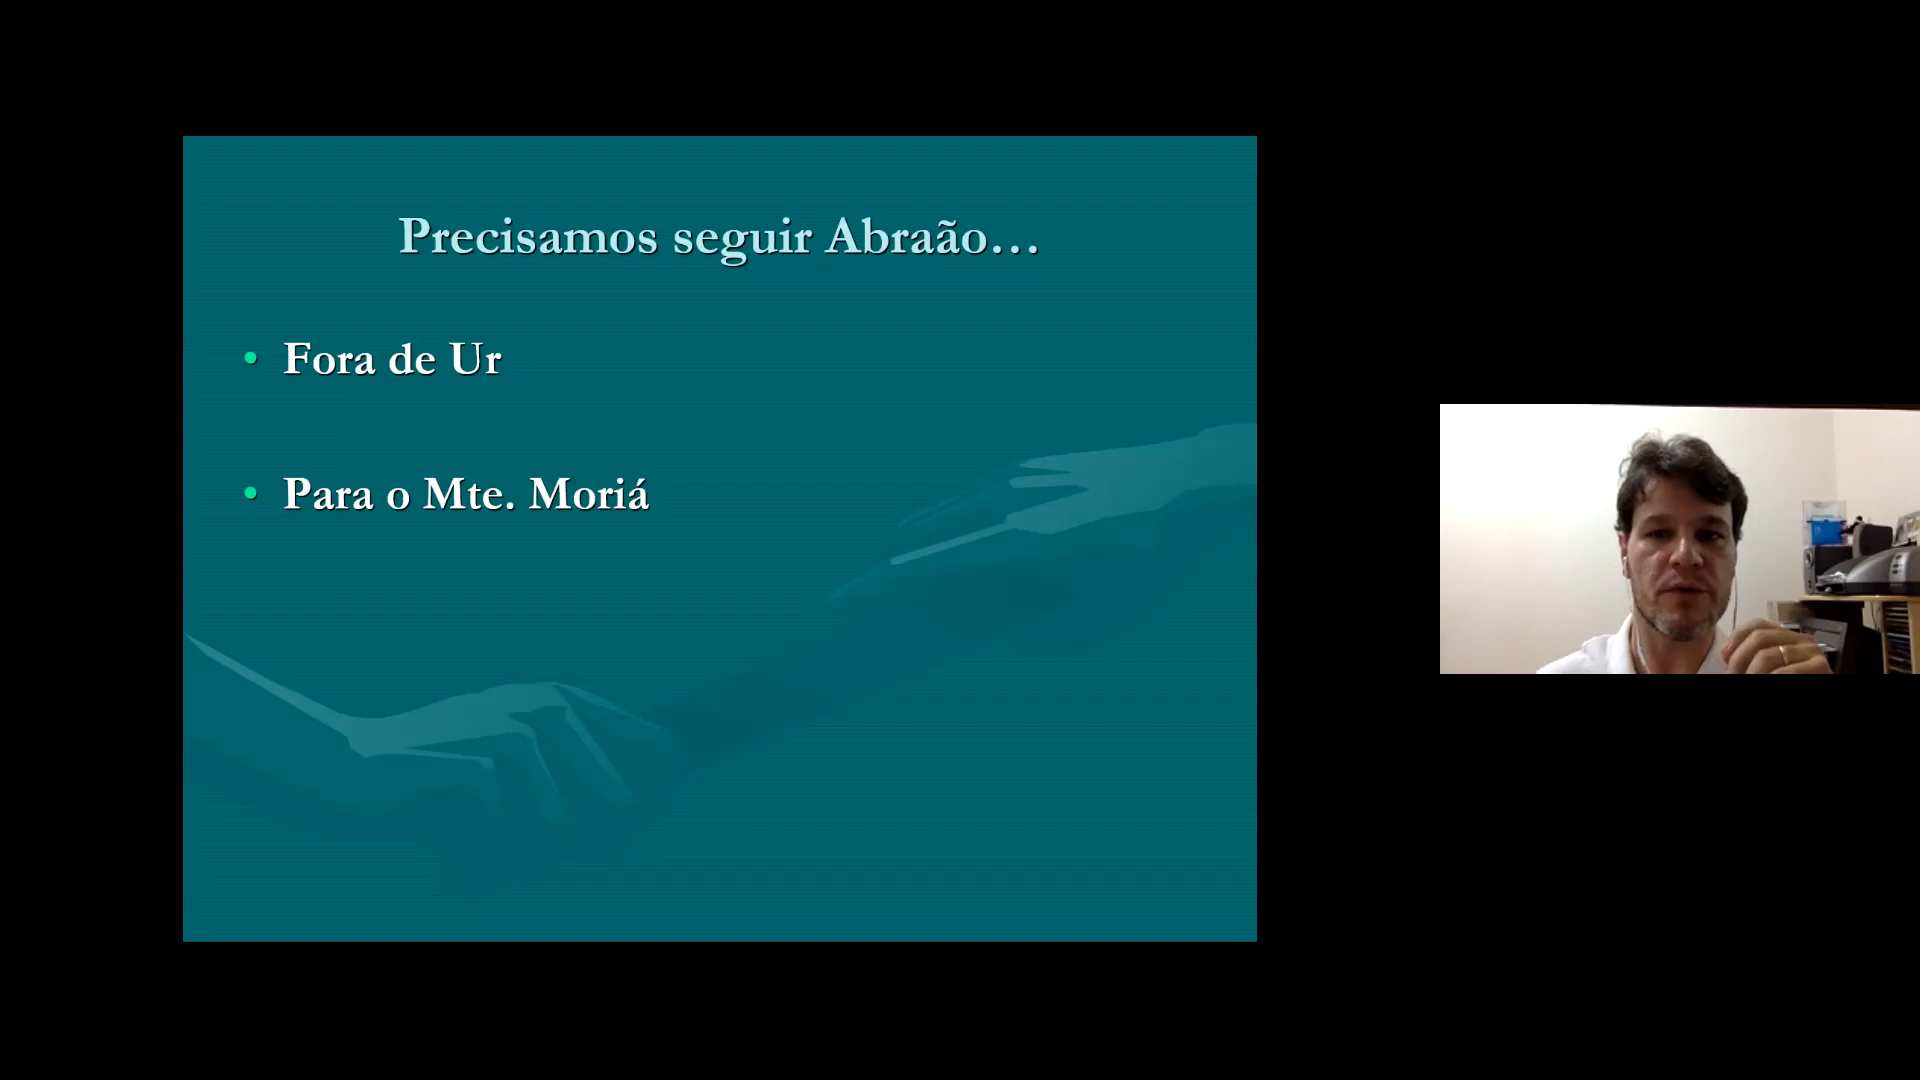 Precisamos seguir Abraão…
• Fora de Ur
• Para o Mte. Moriá